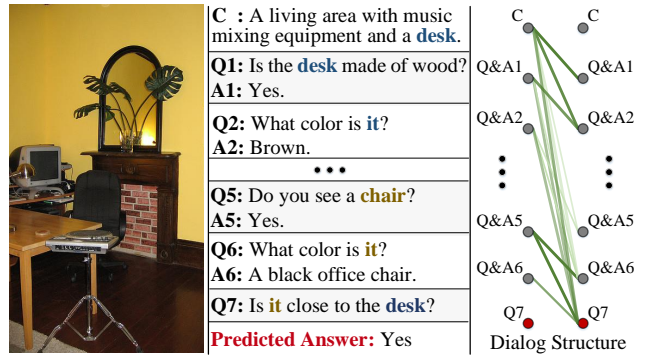 C : A living area with music
mixing equipment and a desk.
Q1: Is the desk made of wood?
A1: Yes.
Q2: What color is it?
A2: Brown.
• • •
Q5: Do you see a chair?
A5: Yes.
Q6: What color is it?
A6: A black office chair.
Q7: Is it close to the desk?
Predicted Answer: Yes
C C
Q&A1 Q&A1
Q&A2 Q&A2
Q&A5 Q&A5
Q&A6 Q&A6
Q7 Q7
Dialog Structure